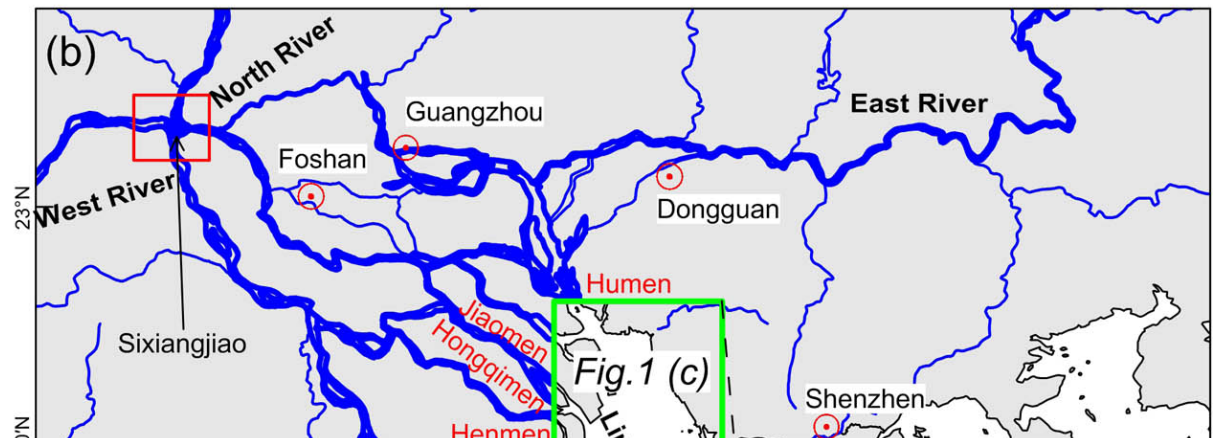 (b)
North River
Guangzhou
East River
Foshan
West River
23°N
Dongguan
Humen
Sixiangjiao
Jiaomen
Hongqimen
Fig.1 (c)
Shenzhen
Henmen